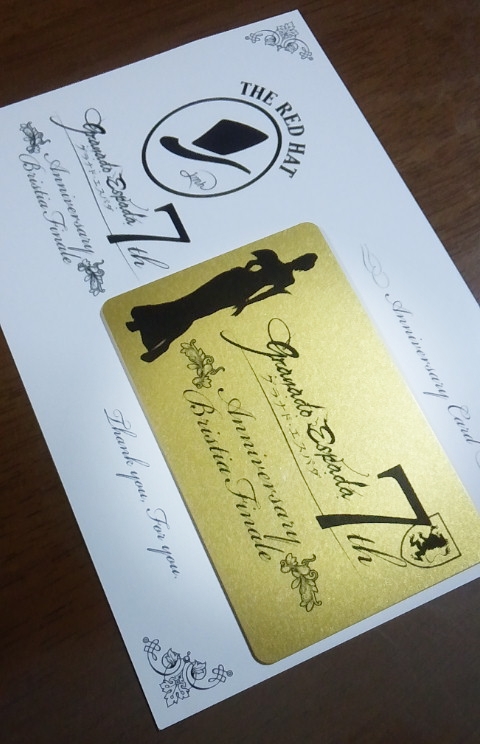 THE RED HAT
Granado Espada
グラナド・エスパダ
7th
Anniversary
Bristia Finale
Anniversary Card
Granado Espada
グラナド・エスパダ
7th
Anniversary
Bristia Finale
Thank you, For you.